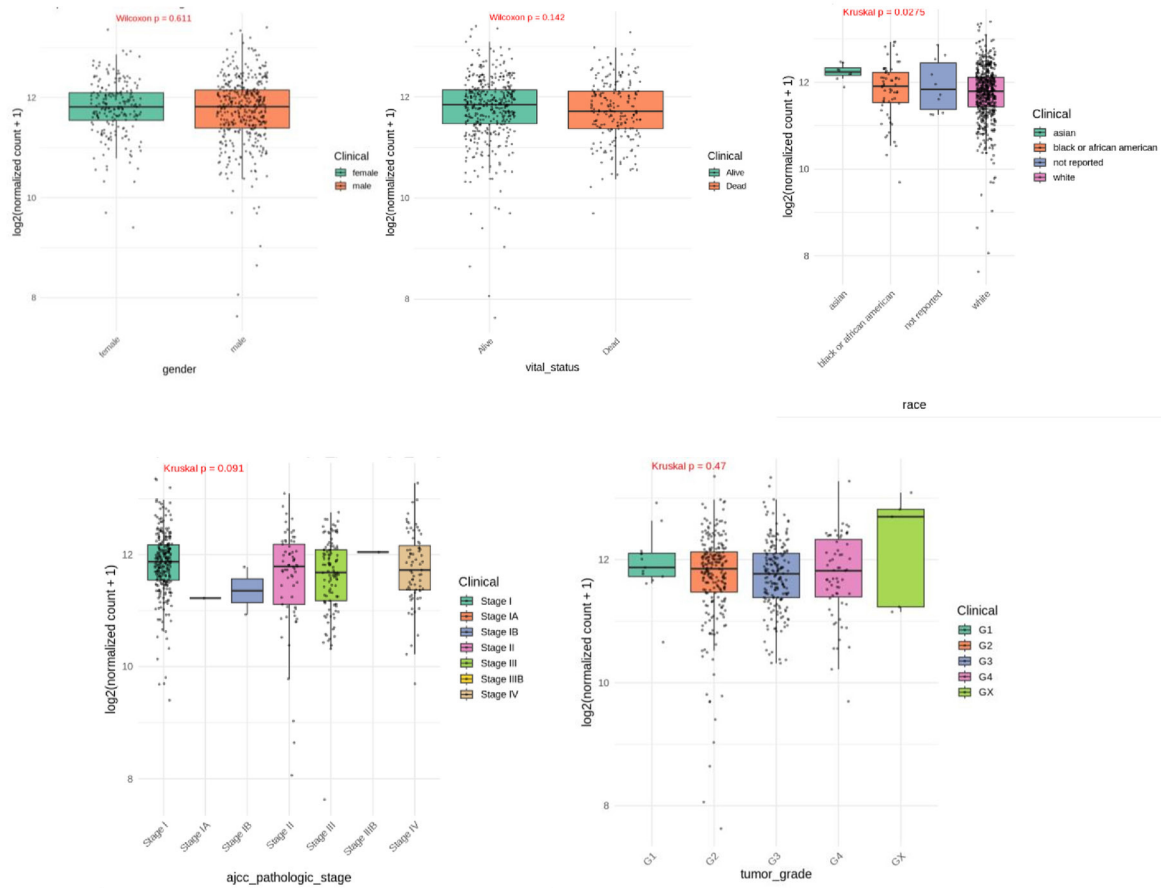 Wilcoxon p = 0.611
log2(normalized count + 1)
12
10
8
female
male
gender
Clinical
female
male
Wilcoxon p = 0.142
log2(normalized count + 1)
12
10
8
Alive
Dead
vital_status
Clinical
Alive
Dead
Kruskal p = 0.0275
log2(normalized count + 1)
12
10
8
asian
black or african american
not reported
white
race
Clinical
asian
black or african american
not reported
white
Kruskal p = 0.091
log2(normalized count + 1)
12
10
8
Stage I
Stage IA
Stage IB
Stage II
Stage III
Stage IIIB
Stage IV
ajcc_pathologic_stage
Clinical
Stage I
Stage IA
Stage IB
Stage II
Stage III
Stage IIIB
Stage IV
Kruskal p = 0.47
log2(normalized count + 1)
12
10
8
G1
G2
G3
G4
GX
tumor_grade
Clinical
G1
G2
G3
G4
GX